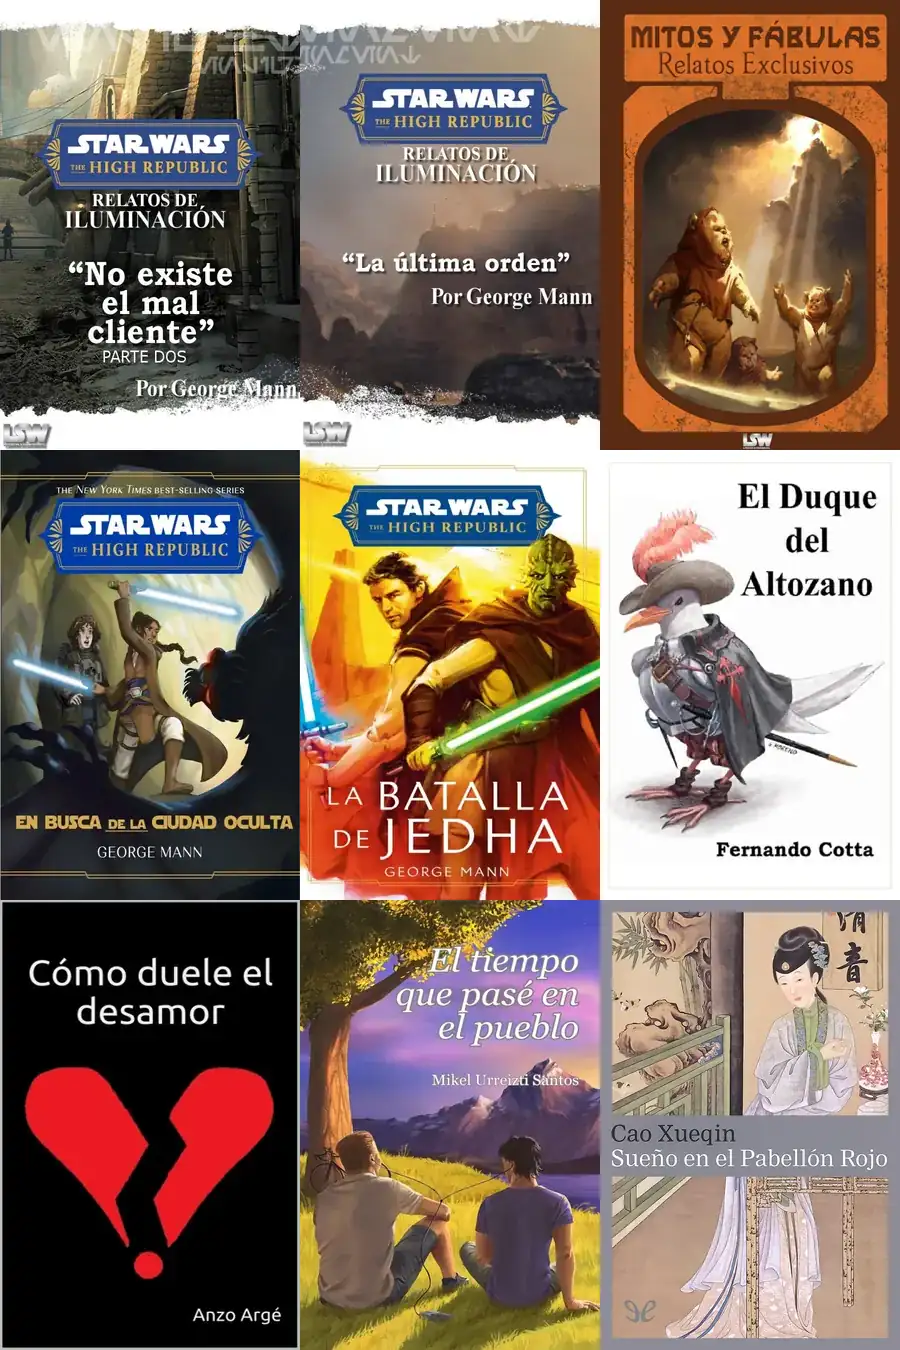 STAR WARS
THE HIGH REPUBLIC
RELATOS DE
ILUMINACIÓN
“No existe
el mal
cliente”
PARTE DOS
Por George Mann
LSW
STAR WARS
THE HIGH REPUBLIC
RELATOS DE
ILUMINACIÓN
“La última orden”
Por George Mann
LSW
MITOS Y FÁBULAS
Relatos Exclusivos
LSW
THE NEW YORK TIMES BEST-SELLING SERIES
STAR WARS
THE HIGH REPUBLIC
EN BUSCA DE LA CIUDAD OCULTA
GEORGE MANN
STAR WARS
THE HIGH REPUBLIC
LA BATALLA
DE JEDHA
GEORGE MANN
El Duque
del
Altozano
Fernando Cotta
Cómo duele el
desamor
Anzo Argé
El tiempo
que pasé en
el pueblo
Mikel Urreizti Santos
清
音
Cao Xueqin
Sueño en el Pabellón Rojo